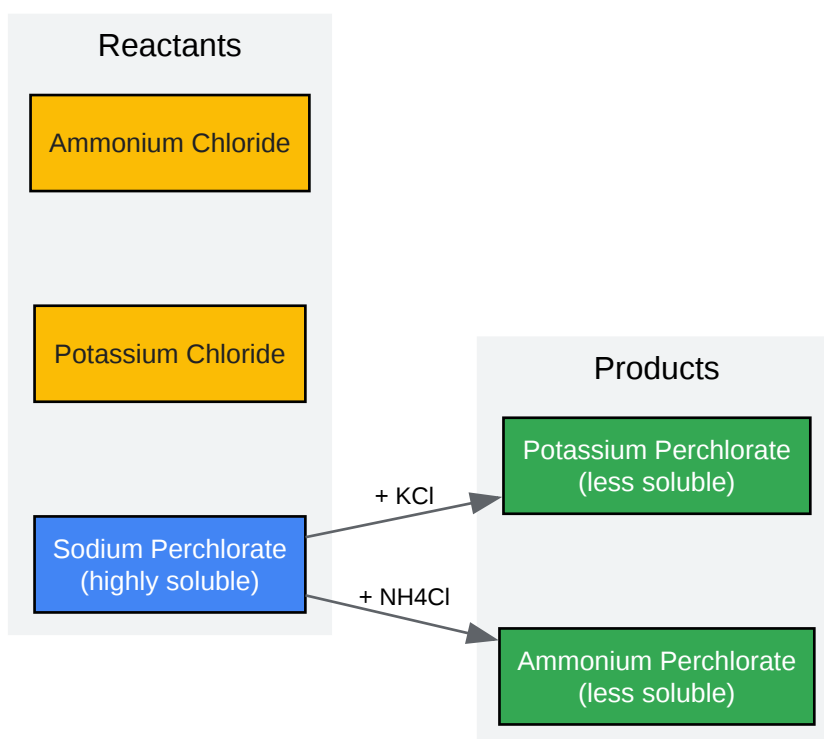 Reactants
Ammonium Chloride
Potassium Chloride
Sodium Perchlorate
(highly soluble)
+ KCl
+ NH4Cl
Products
Potassium Perchlorate
(less soluble)
Ammonium Perchlorate
(less soluble)